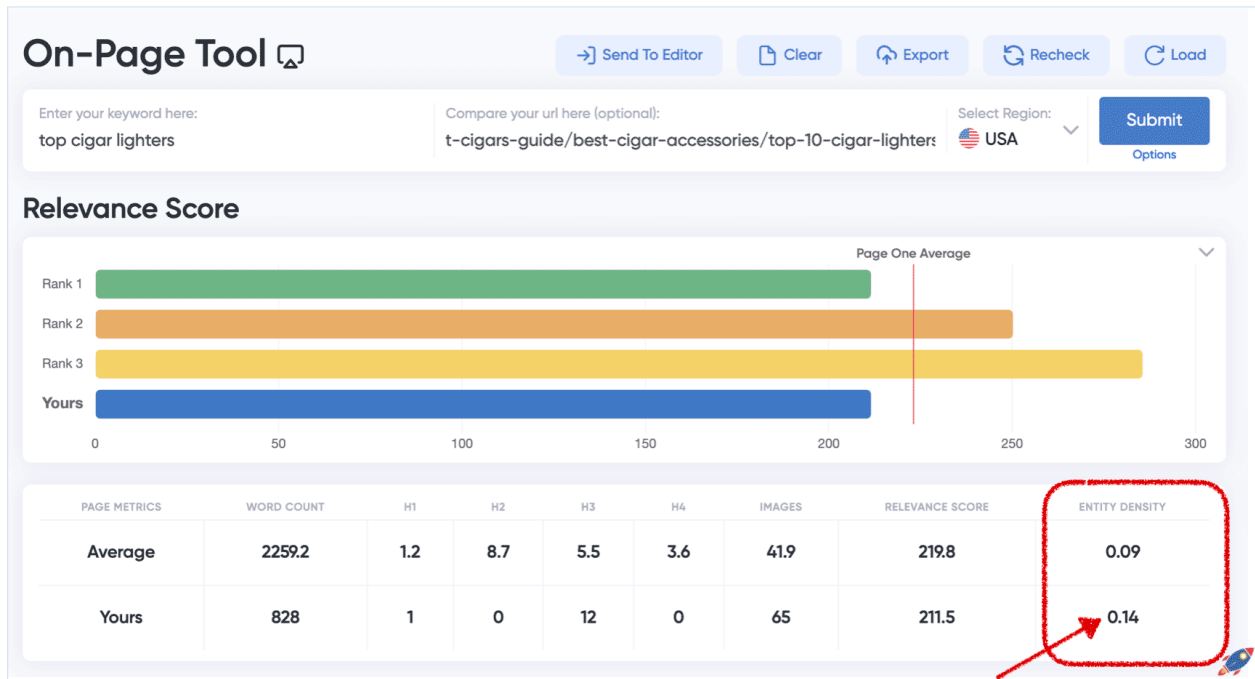 On-Page Tool
Send To Editor
Clear
Export
Recheck
Load
Enter your keyword here:
top cigar lighters
Compare your url here (optional):
t-cigars-guide/best-cigar-accessories/top-10-cigar-lighters
Select Region:
USA
Submit
Options
Relevance Score
Page One Average
Rank 1
Rank 2
Rank 3
Yours
0 50 100 150 200 250 300
PAGE METRICS WORD COUNT H1 H2 H3 H4 IMAGES RELEVANCE SCORE ENTITY DENSITY
Average 2259.2 1.2 8.7 5.5 3.6 41.9 219.8 0.09
Yours 828 1 0 12 0 65 211.5 0.14